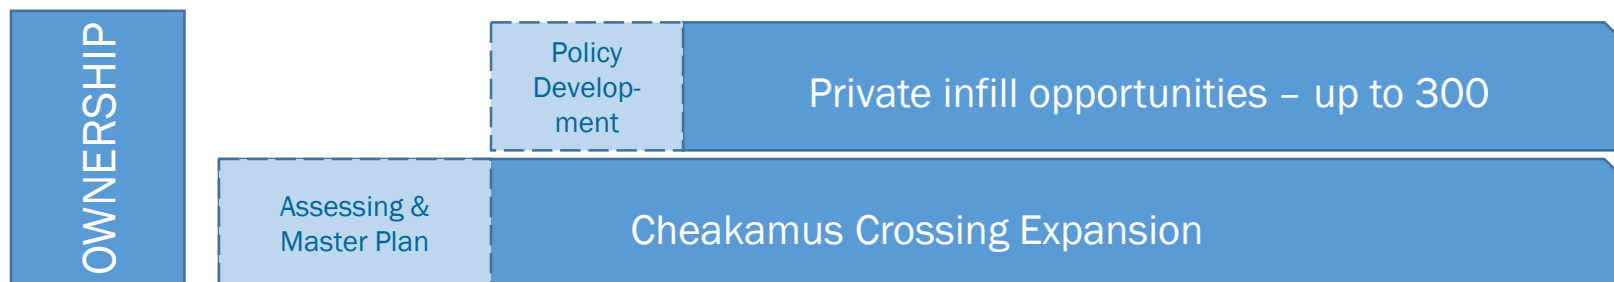 OWNERSHIP
Policy
Develop-
ment
Private infill opportunities – up to 300
Assessing &
Master Plan
Cheakamus Crossing Expansion